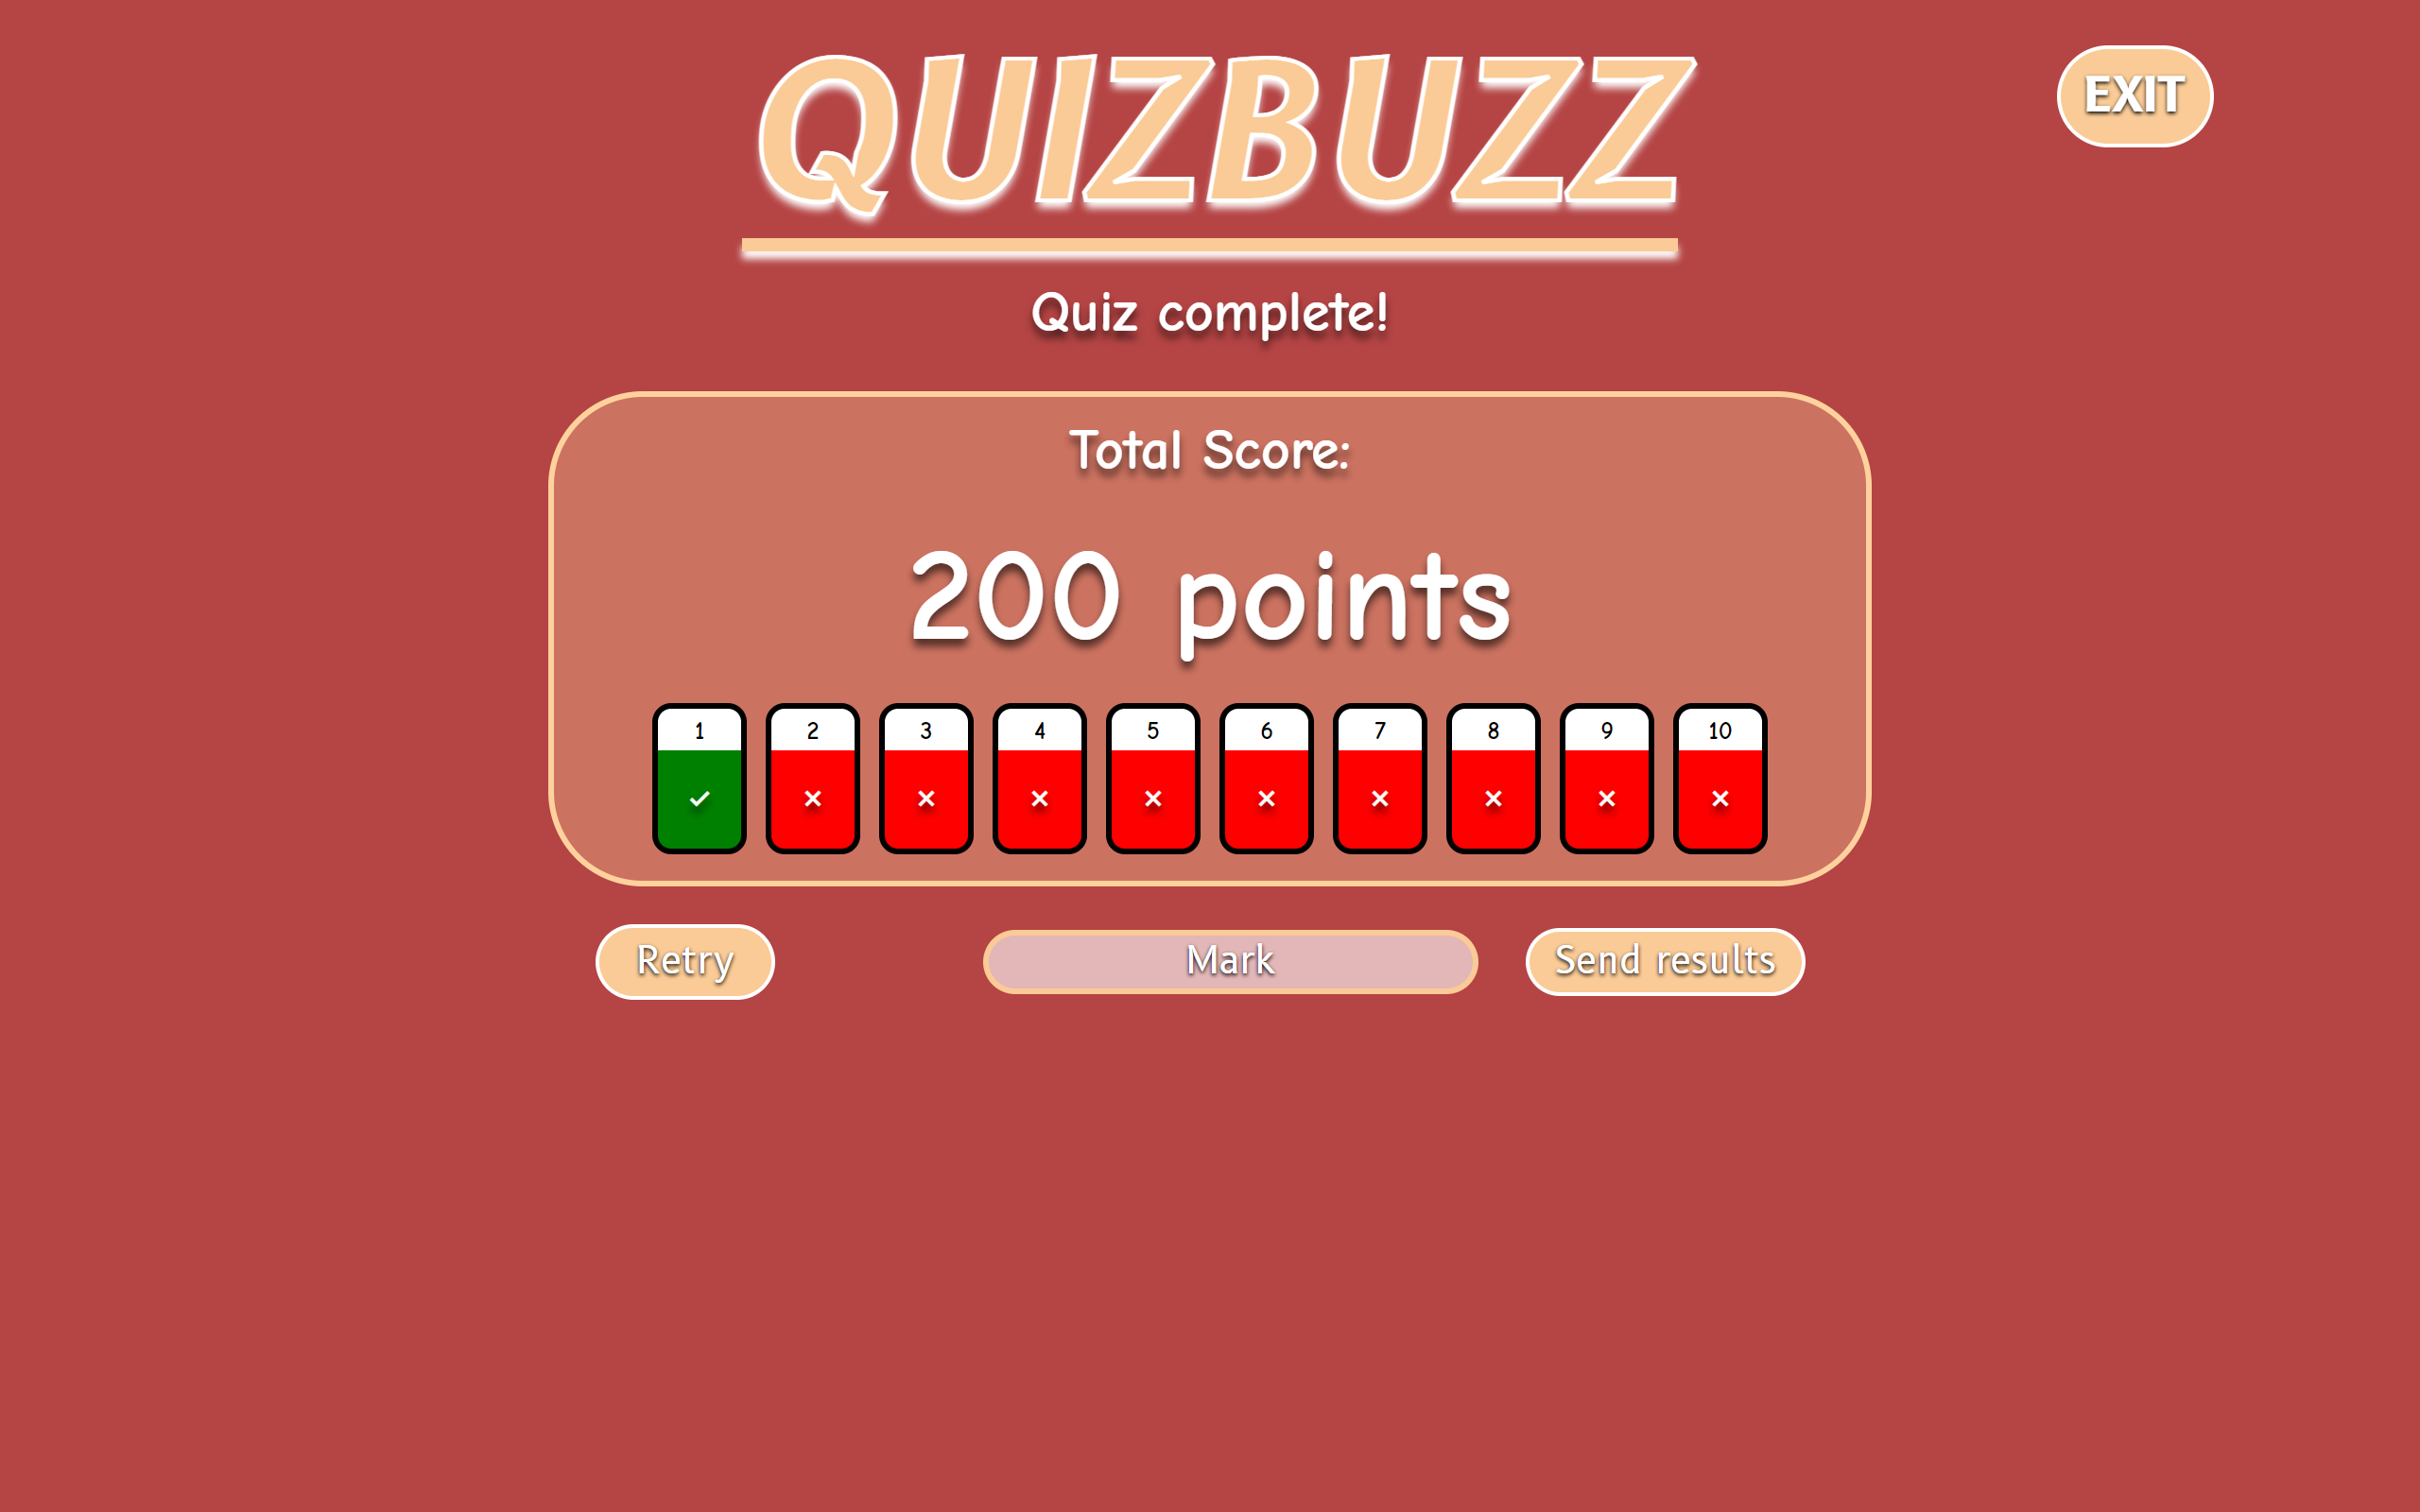 QUIZBUZZ
EXIT
Quiz complete!
Total Score:
200 points
1 2 3 4 5 6 7 8 9 10
✓ × × × × × × × × ×
Retry Mark Send results